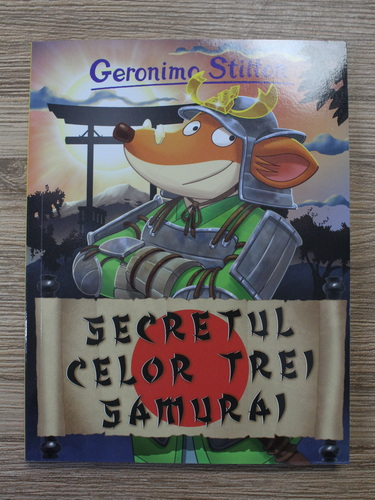 Geronimo Stilton
SECRETUL
CELOR TREI
SAMURAI